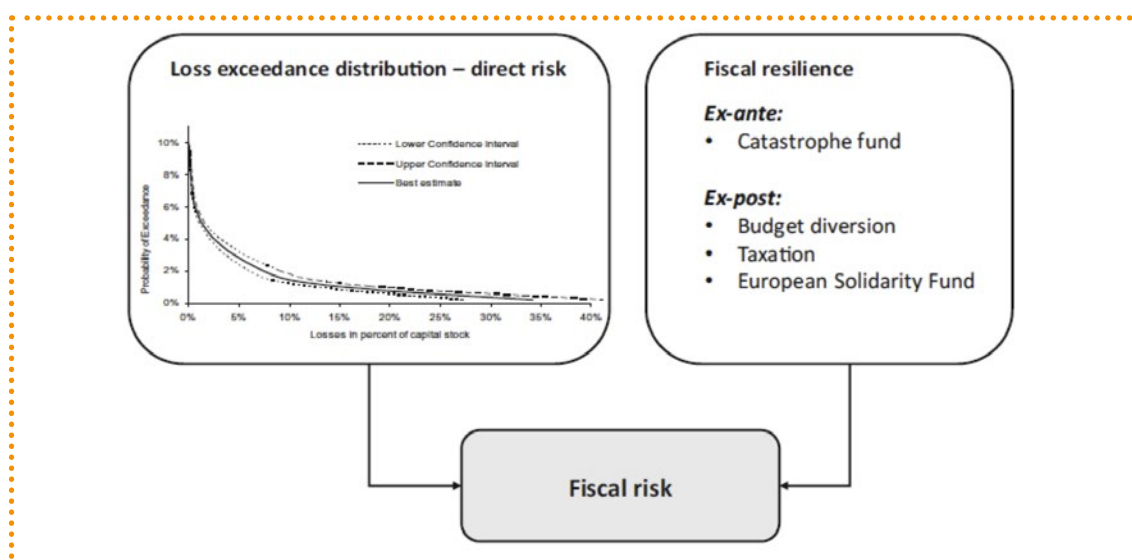 Loss exceedance distribution – direct risk
10%
8%
6%
4%
2%
0%
Probability of Exceedance
Lower Confidence Interval
Upper Confidence Interval
Best estimate
0%
5%
10%
15%
20%
25%
30%
35%
40%
Losses in percent of capital stock
Fiscal resilience
Ex-ante:
• Catastrophe fund
Ex-post:
• Budget diversion
• Taxation
• European Solidarity Fund
Fiscal risk